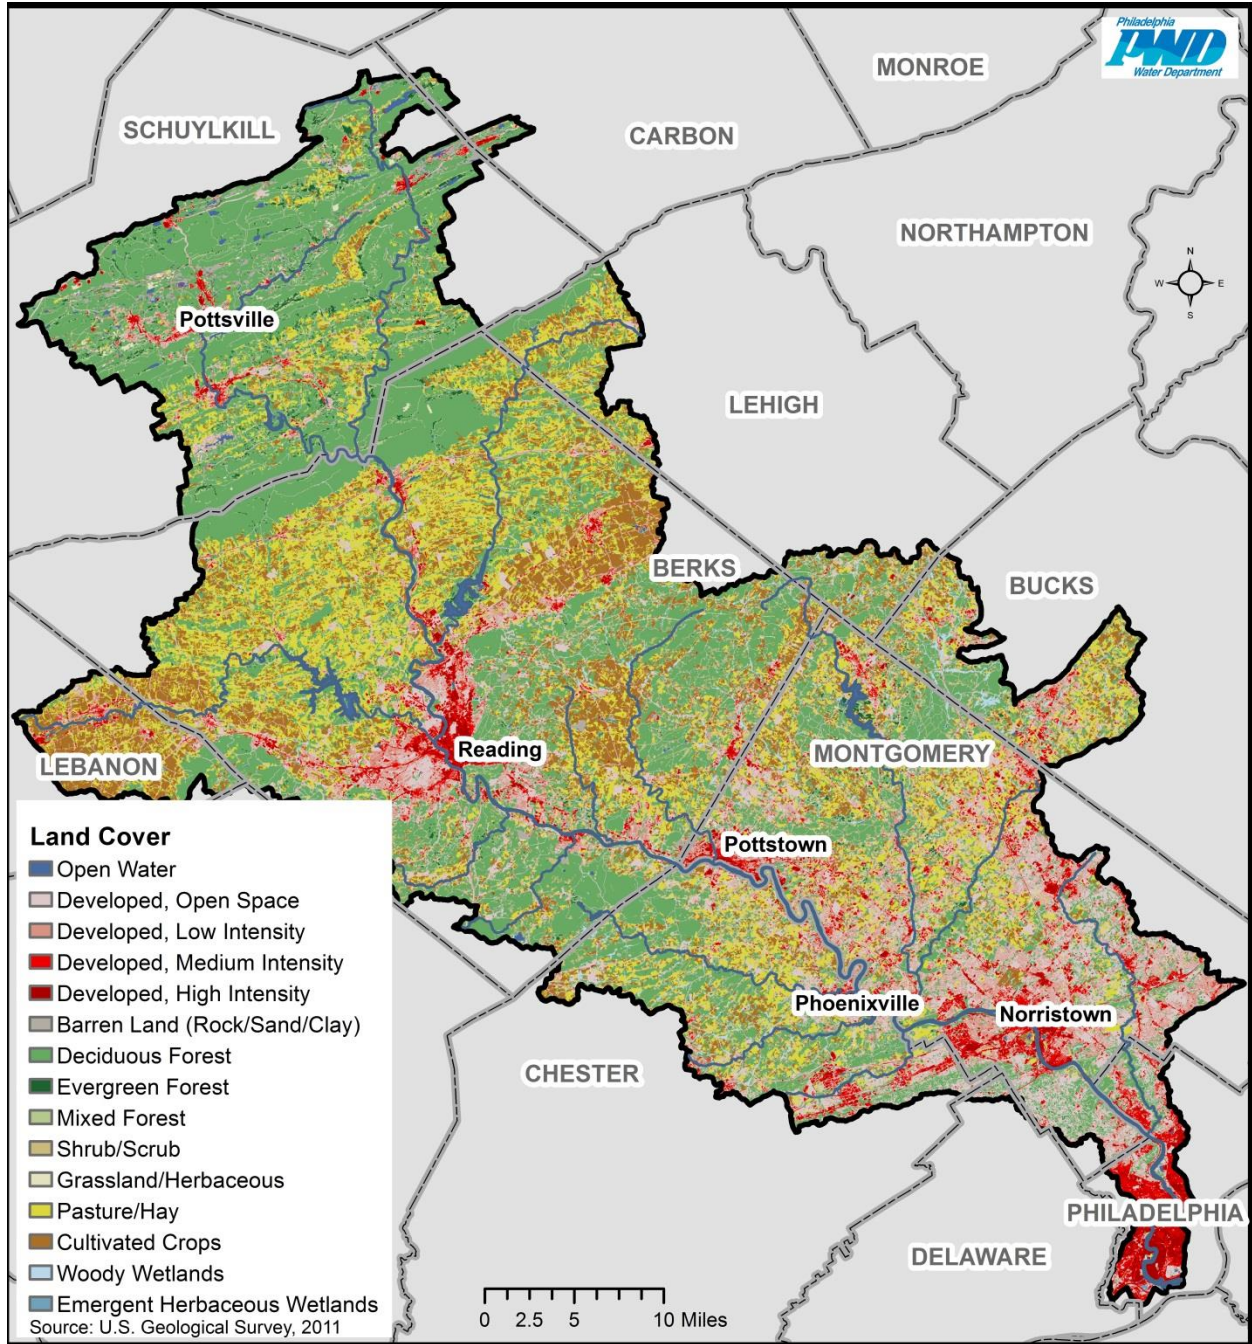 Philadelphia
PWD
Water Department
MONROE
SCHUYLKILL
CARBON
NORTHAMPTON
N
W E
S
Pottsville
LEHIGH
BERKS
BUCKS
Reading
MONTGOMERY
LEBANON
Pottstown
Phoenixville
Norristown
CHESTER
PHILADELPHIA
DELAWARE
Land Cover
Open Water
Developed, Open Space
Developed, Low Intensity
Developed, Medium Intensity
Developed, High Intensity
Barren Land (Rock/Sand/Clay)
Deciduous Forest
Evergreen Forest
Mixed Forest
Shrub/Scrub
Grassland/Herbaceous
Pasture/Hay
Cultivated Crops
Woody Wetlands
Emergent Herbaceous Wetlands
Source: U.S. Geological Survey, 2011
0 2.5 5 10 Miles